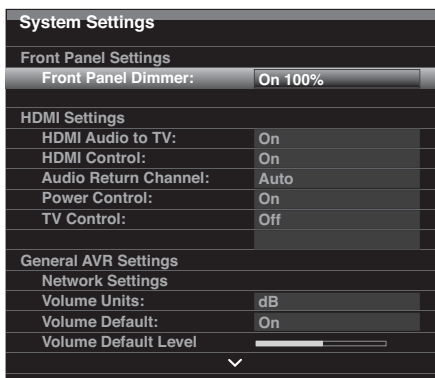 System Settings
Front Panel Settings
Front Panel Dimmer: On 100%
HDMI Settings
HDMI Audio to TV: On
HDMI Control: On
Audio Return Channel: Auto
Power Control: On
TV Control: Off
General AVR Settings
Network Settings
Volume Units: dB
Volume Default: On
Volume Default Level